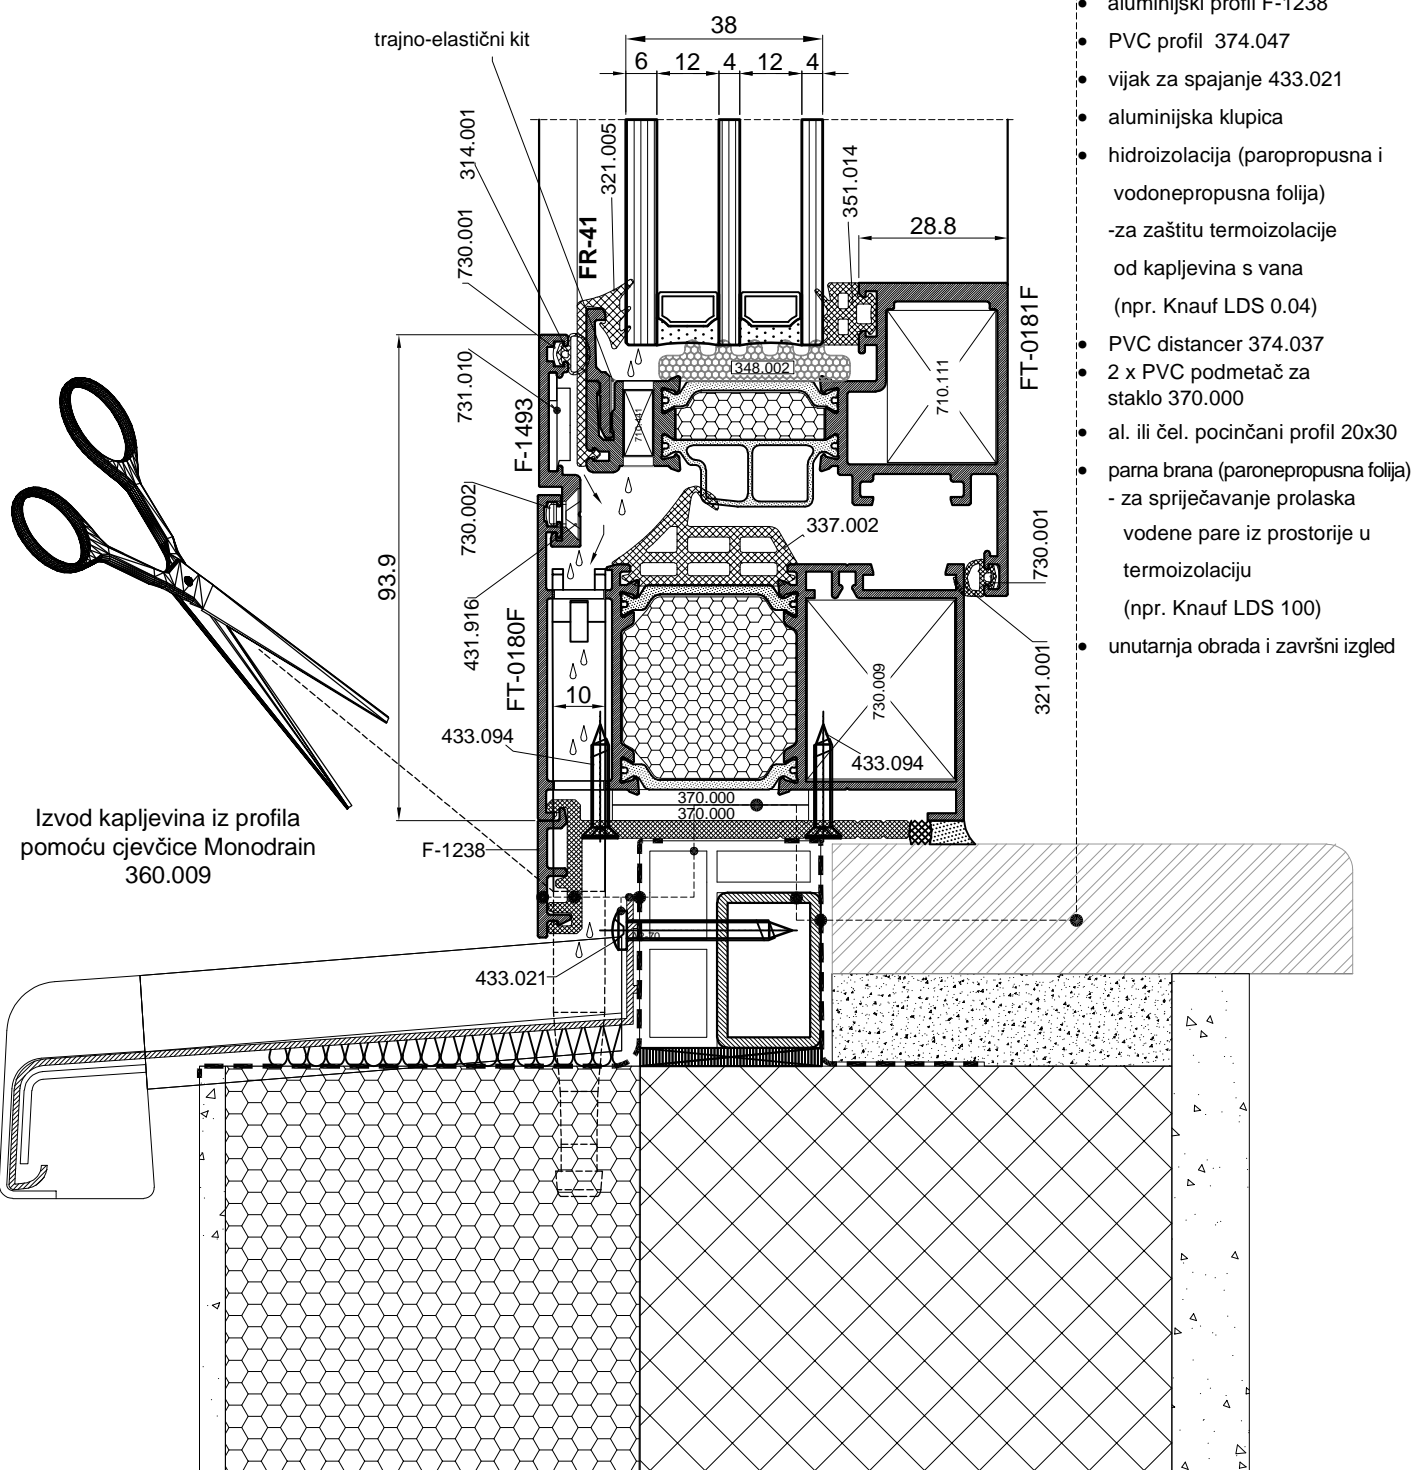 aluminijski profil F-1238
38
trajno-elastični kit
PVC profil 374.047
6 12 4 12 4
vijak za spajanje 433.021
aluminijska klupica
314.001
321.005
351.014
hidroizolacija (paropropusna i
vodonepropusna folija)
-za zaštitu termoizolacije
od kapljevina s vana
(npr. Knauf LDS 0.04)
730.001
FR-41
28.8
FT-0181F
PVC distancer 374.037
2 x PVC podmetač za
staklo 370.000
731.010
348.002
710.111
F-1493
al. ili čel. pocinčani profil 20x30
parna brana (paronepropusna folija)
- za spriječavanje prolaska
vodene pare iz prostorije u
termoizolaciju
(npr. Knauf LDS 100)
730.002
337.002
730.001
93.9
431.916
FT-0180F
unutarnja obrada i završni izgled
321.001
10
730.009
433.094
433.094
370.000
370.000
Izvod kapljevina iz profila
pomoću cjevčice Monodrain
360.009
F-1238
433.021